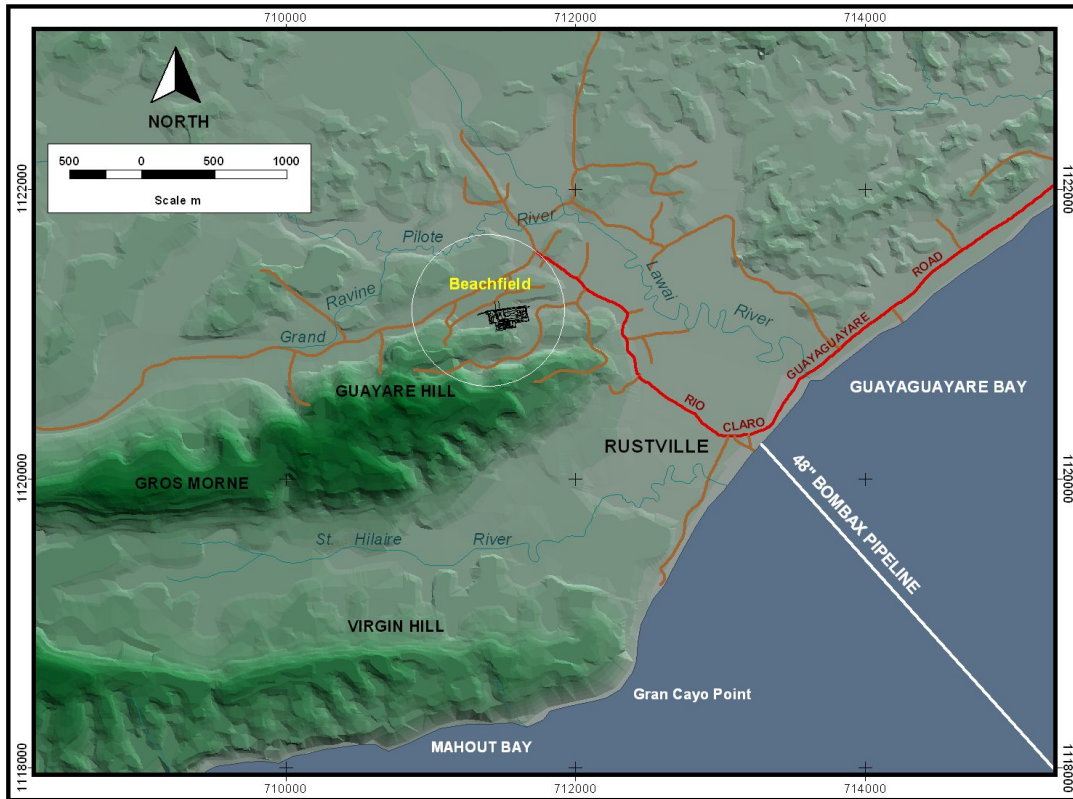 710000
712000
714000
NORTH
500 0 500 1000
Scale m
1122000
1122000
Pilote
River
Ravine
Grand
Beachfield
Lawai
River
ROAD
GUAYAGUAYARE
GUAYAGUAYARE BAY
GUAYARE HILL
RIO
CLARO
RUSTVILLE
GROS MORNE
1120000
1120000
48" BOMBAX PIPELINE
St. Hilaire River
VIRGIN HILL
Gran Cayo Point
MAHOUT BAY
1118000
1118000
710000
712000
714000